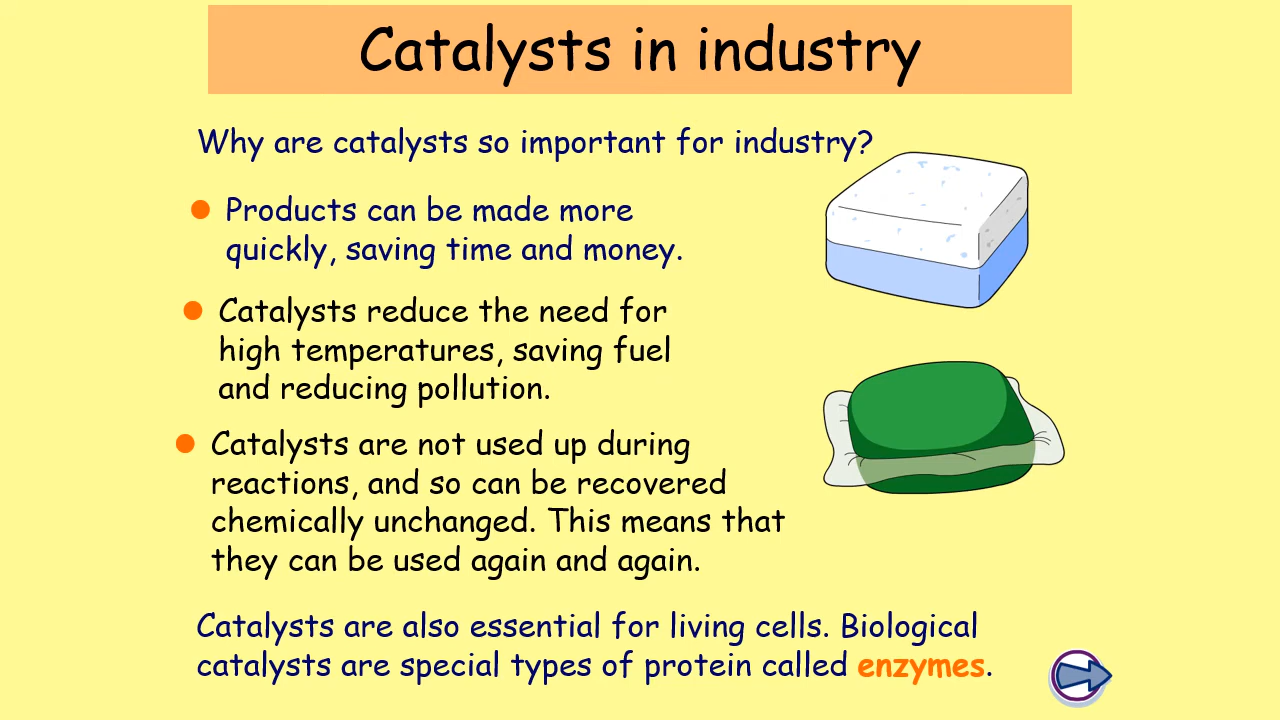 Catalysts in industry
Why are catalysts so important for industry?
Products can be made more
quickly, saving time and money.
Catalysts reduce the need for
high temperatures, saving fuel
and reducing pollution.
Catalysts are not used up during
reactions, and so can be recovered
chemically unchanged. This means that
they can be used again and again.
Catalysts are also essential for living cells. Biological
catalysts are special types of protein called enzymes.